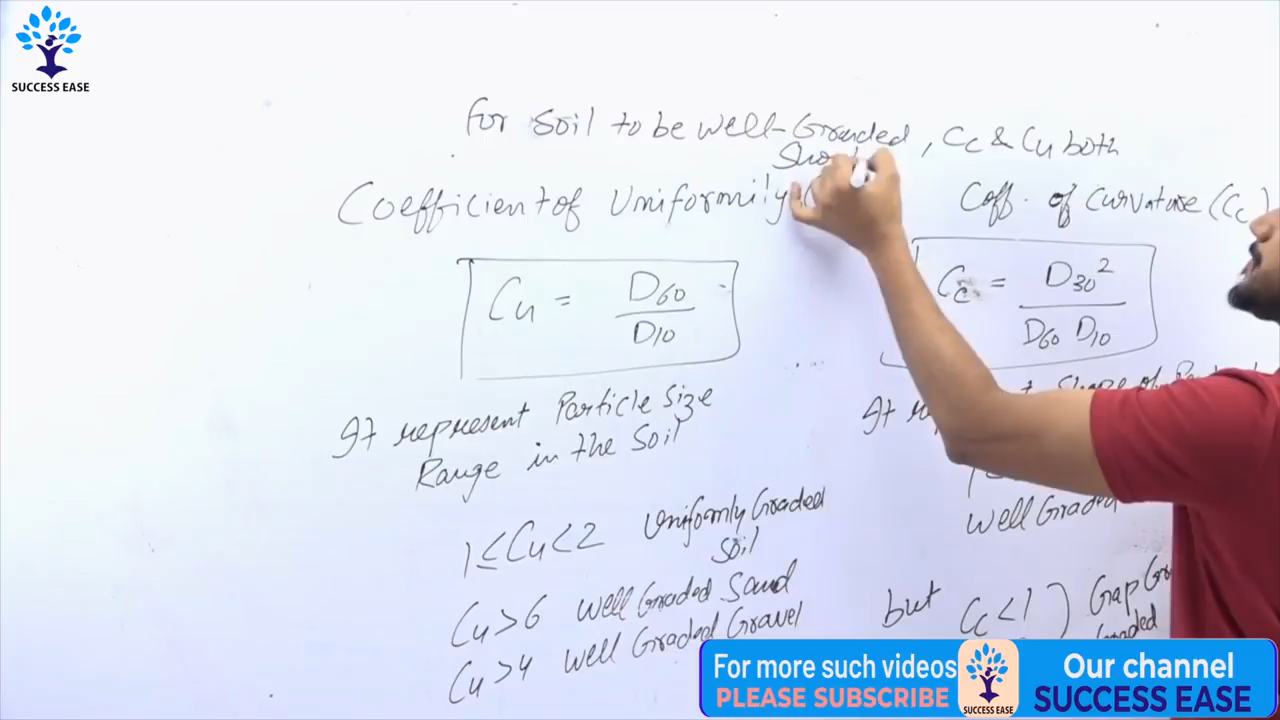 SUCCESS EASE
For Soil to be well-Graded, Cc & Cu both
Coefficient of Uniformity
Coff. of Curvature (Cc)
Cu = D60 / D10
Cc = D30² / D60 D10
It represent Particle Size
Range in the Soil
It
1 ≤ Cu < 2 Uniformly Graded
Soil
Cu > 6 Well Graded Sand
Cu > 4 Well Graded Gravel
Well Graded
but Cc < 1 ) Gap
For more such videos
PLEASE SUBSCRIBE
SUCCESS EASE
Our channel
SUCCESS EASE